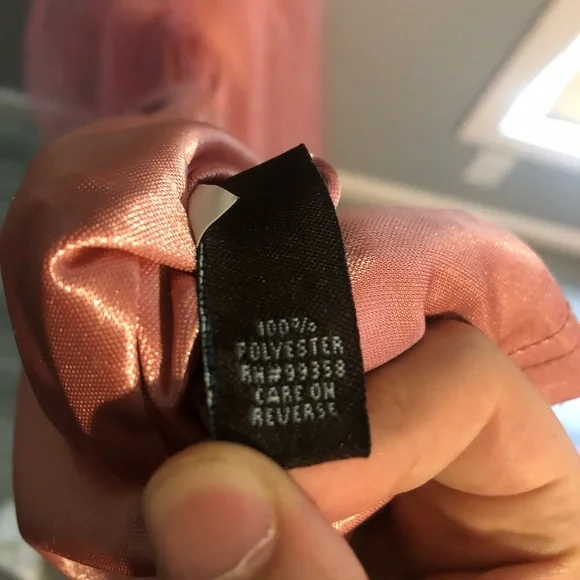 100%
POLYESTER
RN#99358
CARE ON
REVERSE